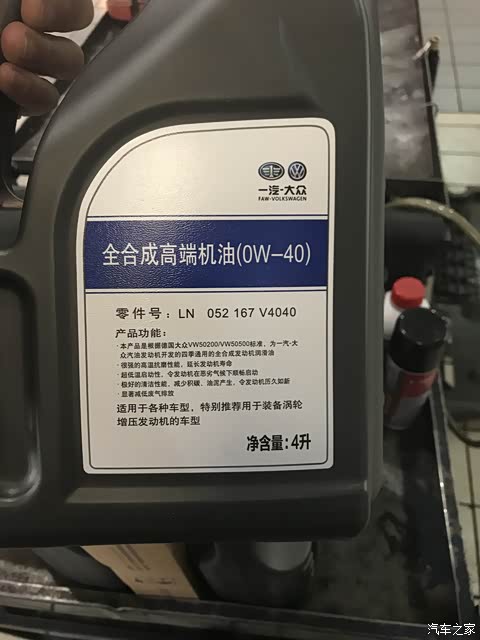 一汽-大众
FAW-VOLKSWAGEN
全合成高端机油(0W-40)
零件号: LN 052 167 V4040
产品功能:
·本产品是根据德国大众VW50200/VW50500标准，为一汽-大
众汽油发动机开发的四季通用的全合成发动机润滑油
·很强的高温抗磨性能，延长发动机寿命
·超低温启动性，令发动机在恶劣气候下顺畅启动
·极好的清洁性能，减少积碳、油泥产生，令发动机历久如新
·显著减低废气排放
适用于各种车型，特别推荐用于装备涡轮
增压发动机的车型
净含量:4升
汽车之家